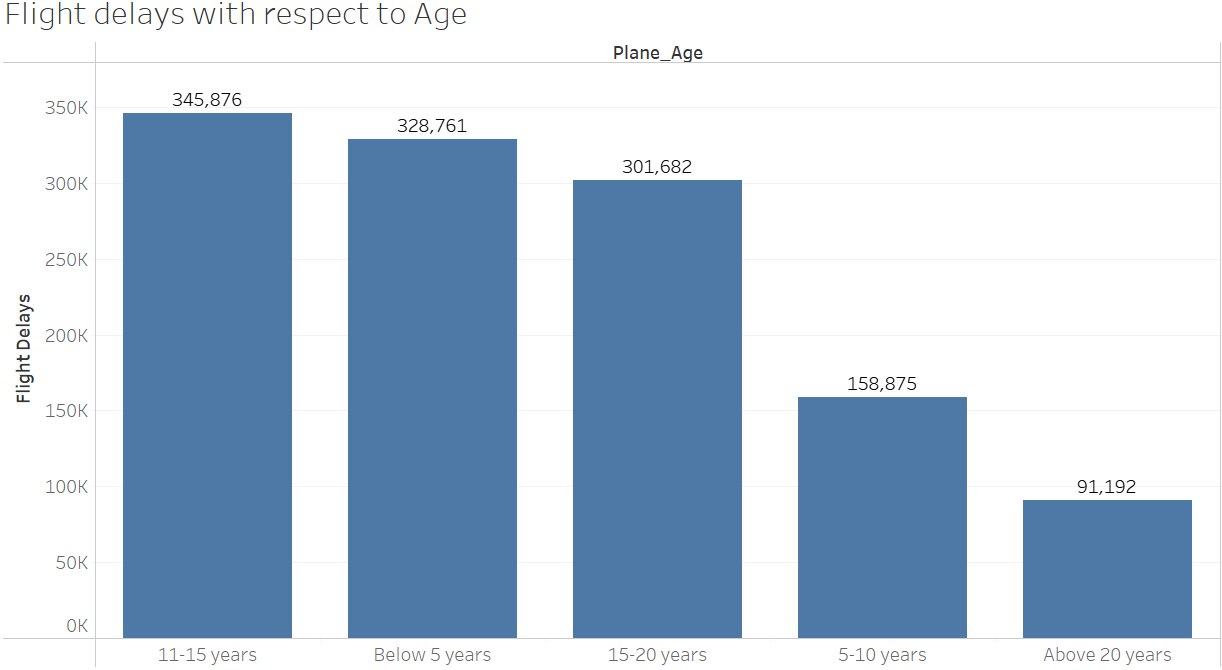 Flight delays with respect to Age
Plane_Age
Flight Delays
350K
300K
250K
200K
150K
100K
50K
0K
345,876
328,761
301,682
158,875
91,192
11-15 years
Below 5 years
15-20 years
5-10 years
Above 20 years